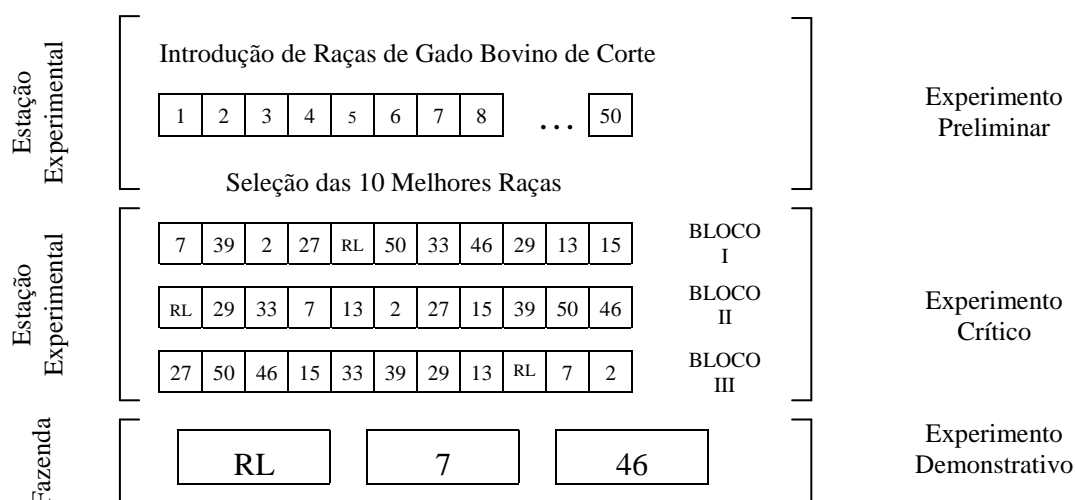 Estação
Experimental
Introdução de Raças de Gado Bovino de Corte
1 2 3 4 5 6 7 8 ... 50
Seleção das 10 Melhores Raças
Experimento
Preliminar
Estação
Experimental
7 39 2 27 RL 50 33 46 29 13 15
BLOCO
I
RL 29 33 7 13 2 27 15 39 50 46
BLOCO
II
27 50 46 15 33 39 29 13 RL 7 2
BLOCO
III
Experimento
Crítico
Fazenda
RL 7 46
Experimento
Demonstrativo